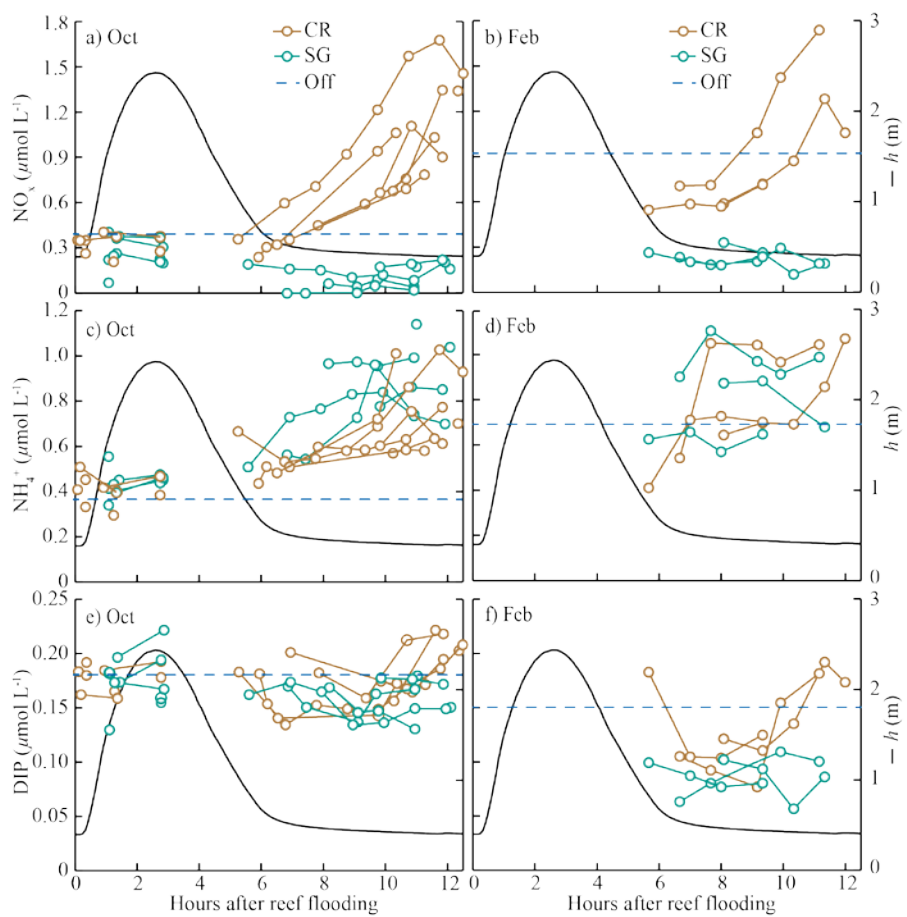 a) Oct
CR
SG
Off
b) Feb
CR
SG
Off
1.8
1.5
1.2
0.9
0.6
0.3
0
NOx (μmol L-1)
3
2
1
0
— h (m)
c) Oct
d) Feb
1.2
1.0
0.8
0.6
0.4
0.2
0
NH4+ (μmol L-1)
3
2
1
0
h (m)
e) Oct
f) Feb
0.25
0.20
0.15
0.10
0.05
0
DIP (μmol L-1)
3
2
1
0
— h (m)
0 2 4 6 8 10 12
2 4 6 8 10 12
Hours after reef flooding
Hours after reef flooding